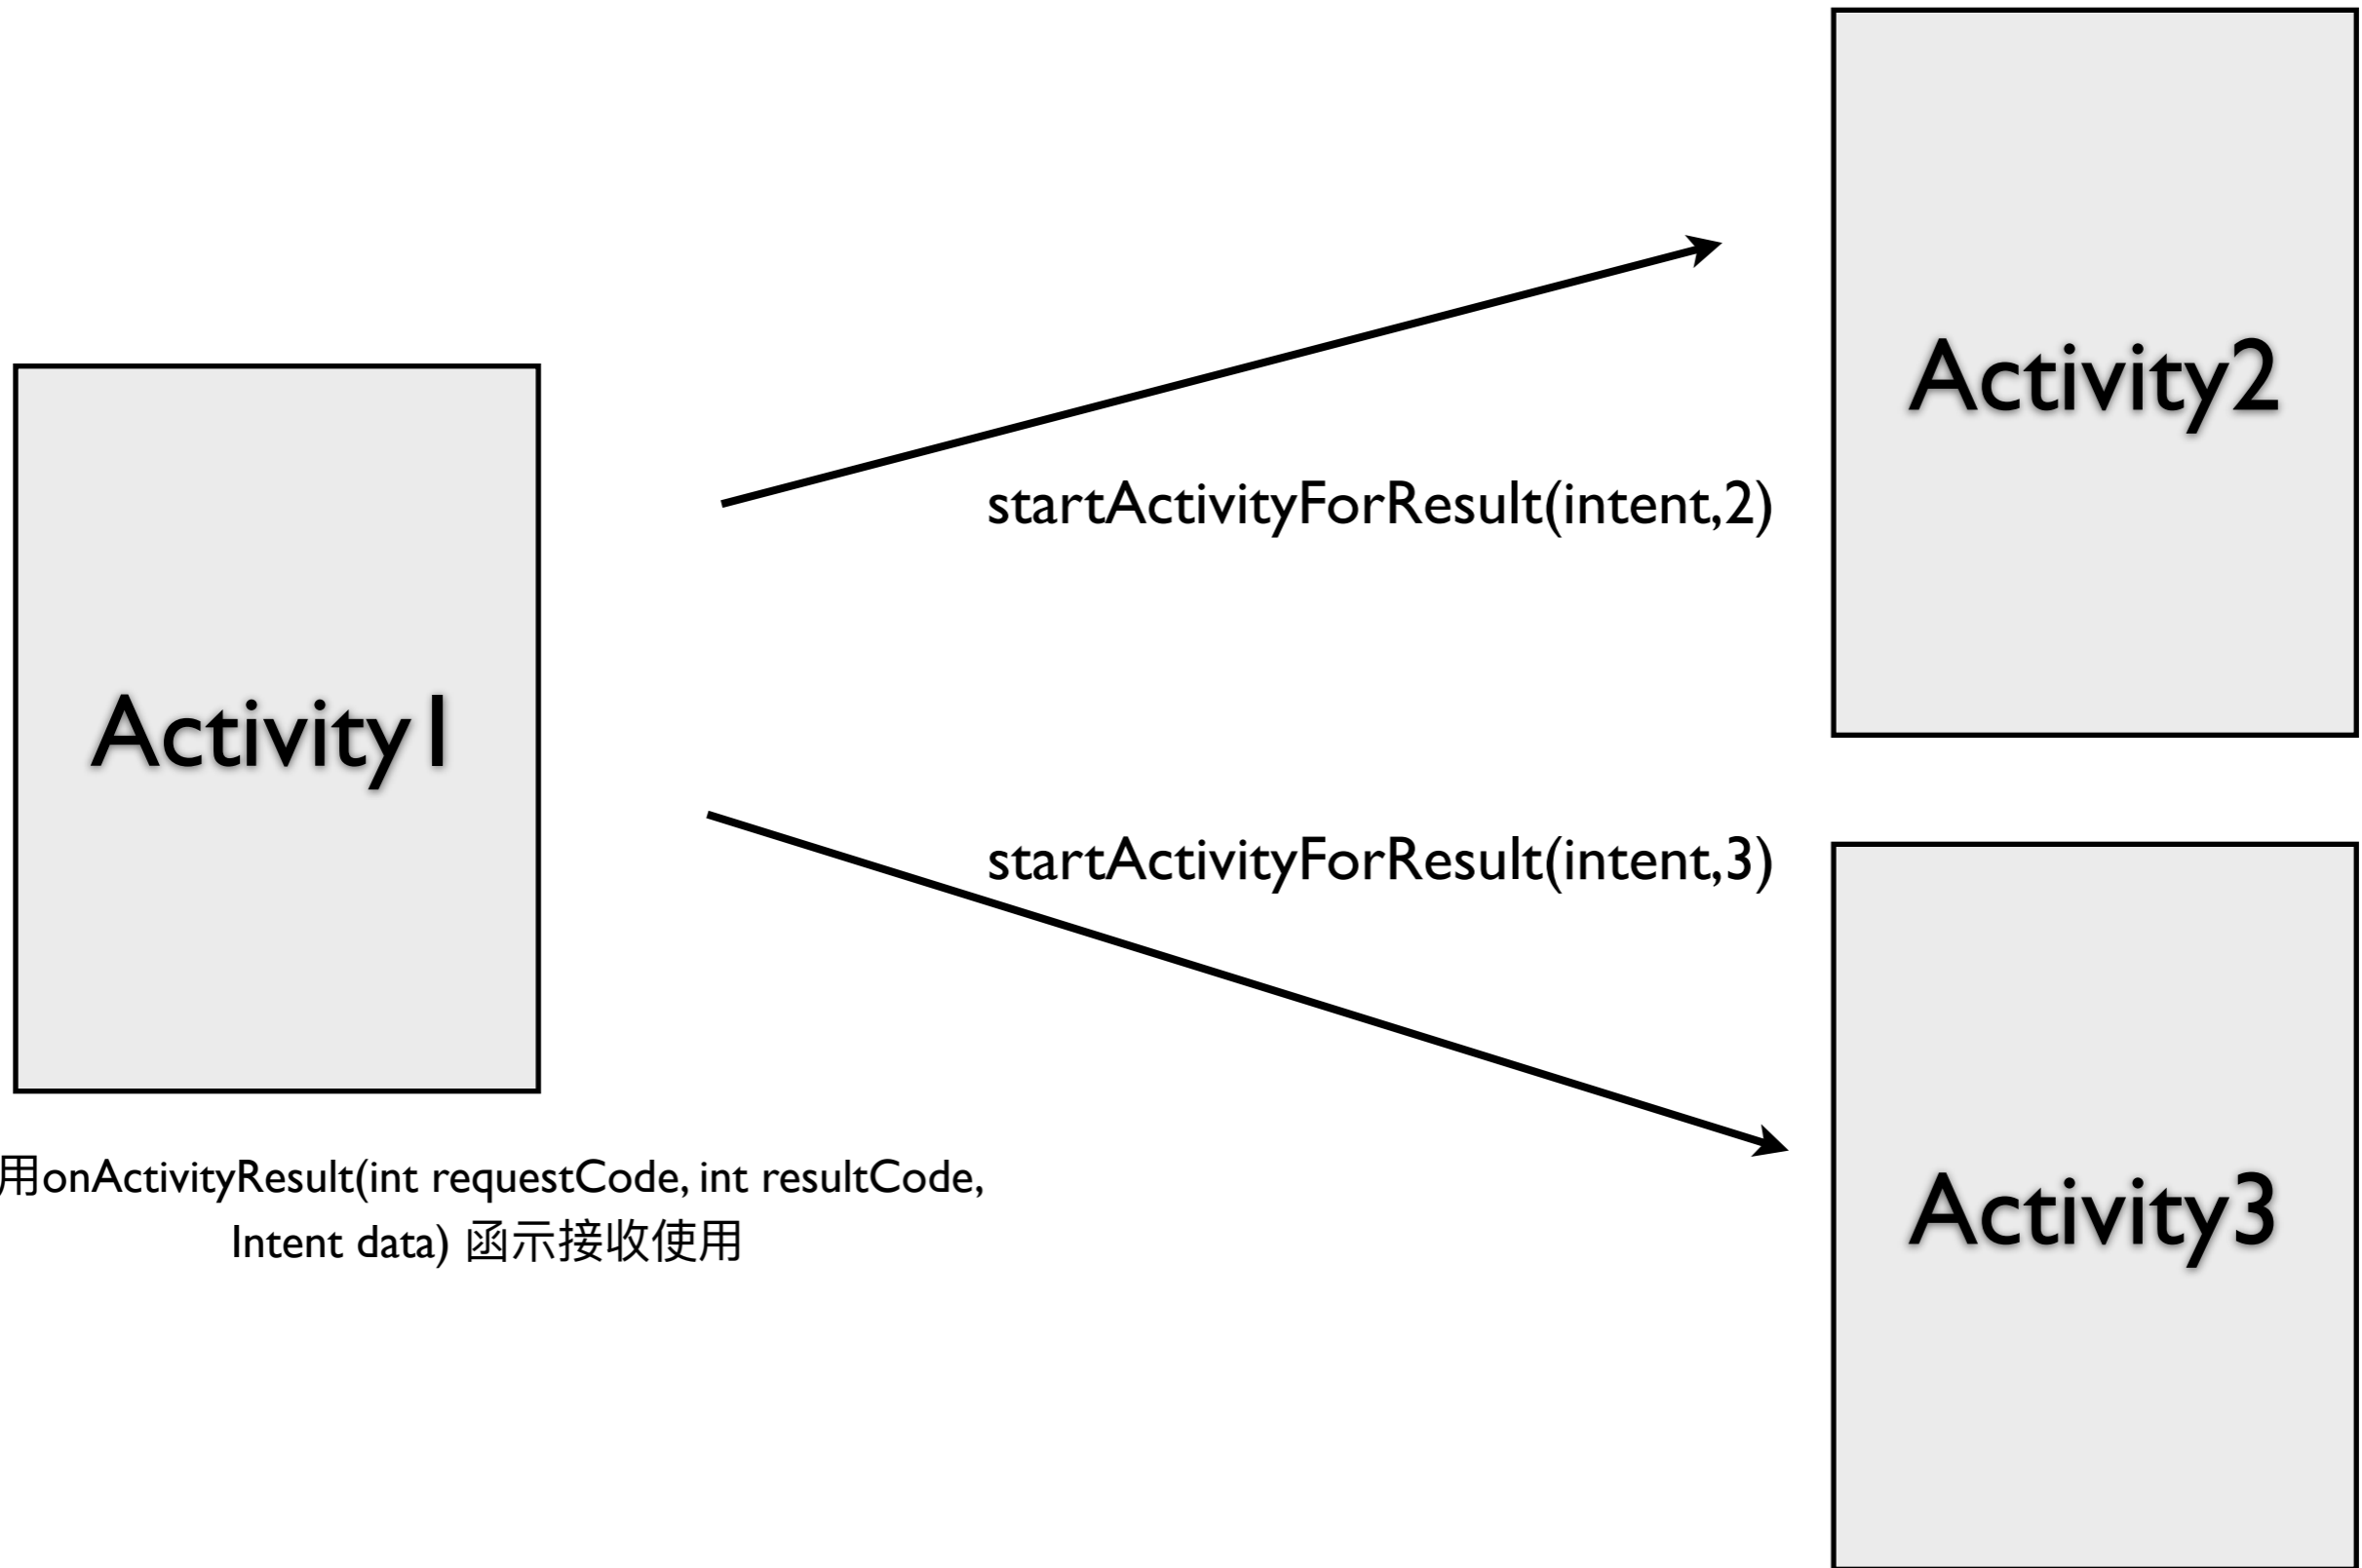 Activity2
startActivityForResult(intent,2)
Activity1
startActivityForResult(intent,3)
用onActivityResult(int requestCode, int resultCode,
Intent data) 函示接收使用
Activity3